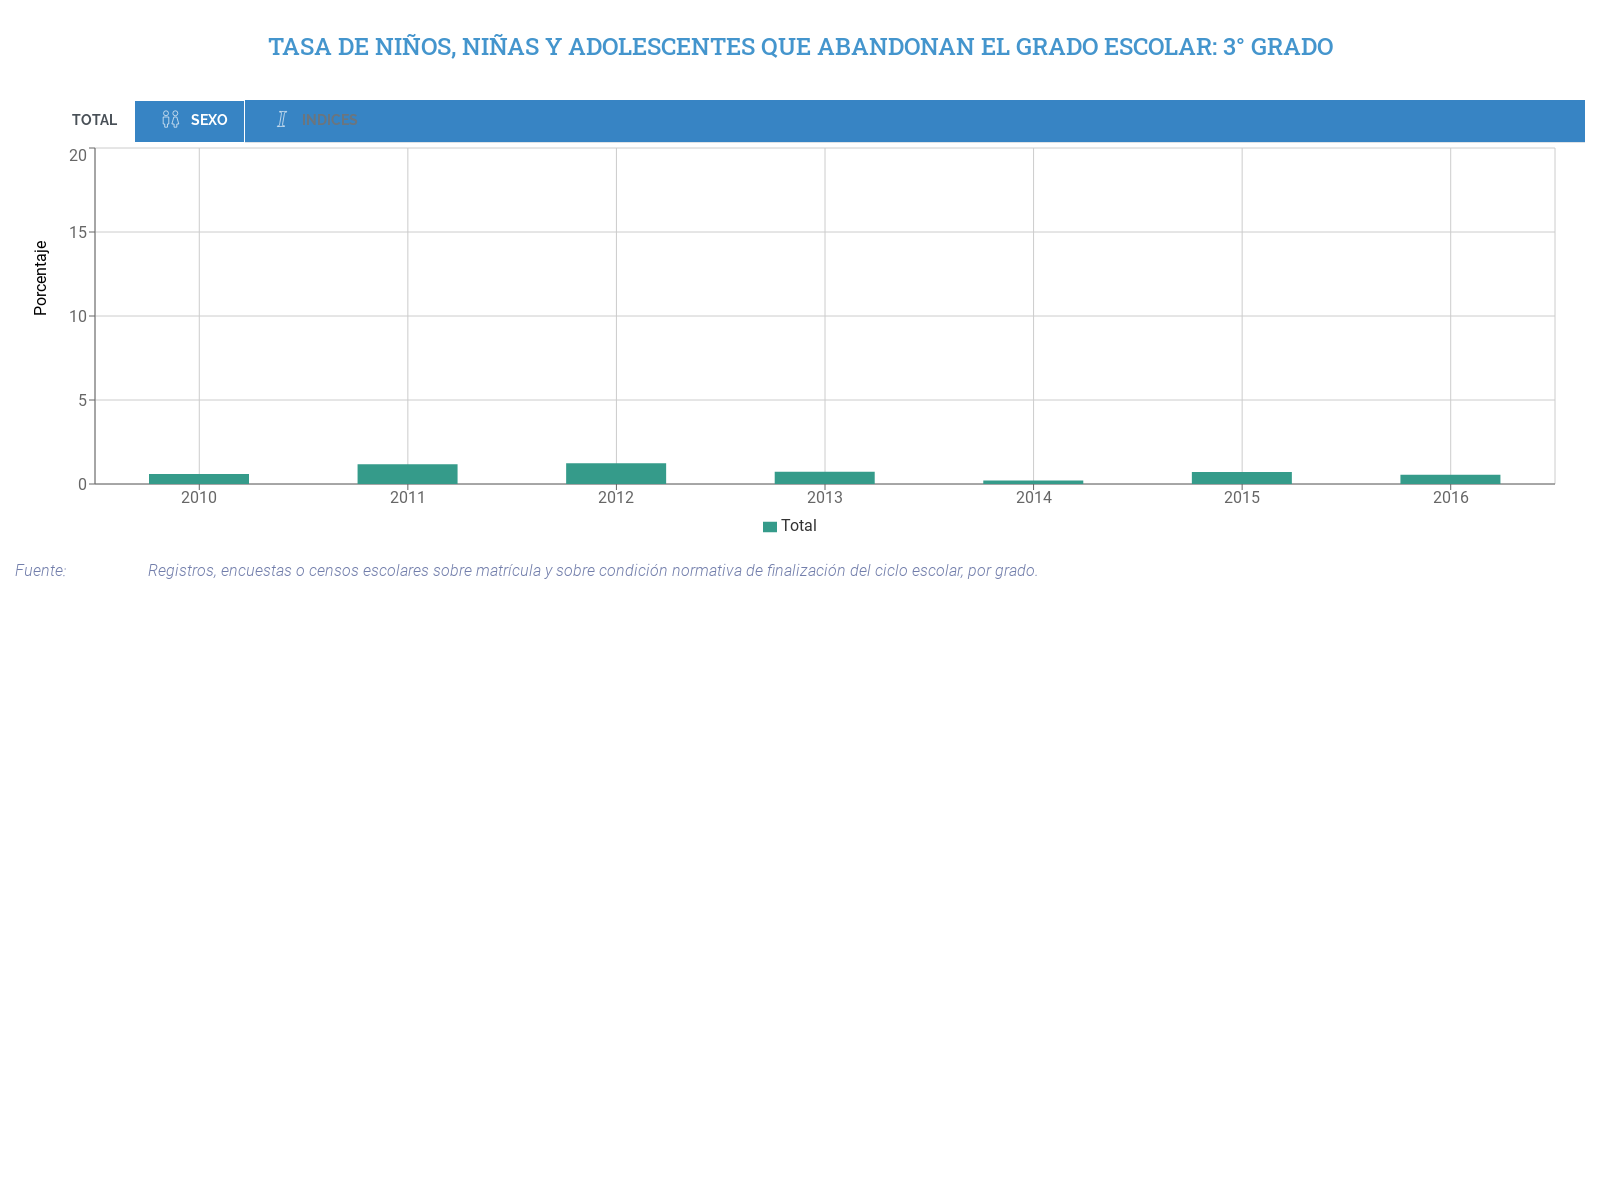 TASA DE NIÑOS, NIÑAS Y ADOLESCENTES QUE ABANDONAN EL GRADO ESCOLAR: 3° GRADO
TOTAL SEXO INDICES
20
15
10
5
0
Porcentaje
2010 2011 2012 2013 2014 2015 2016
Total
Fuente: Registros, encuestas o censos escolares sobre matrícula y sobre condición normativa de finalización del ciclo escolar, por grado.